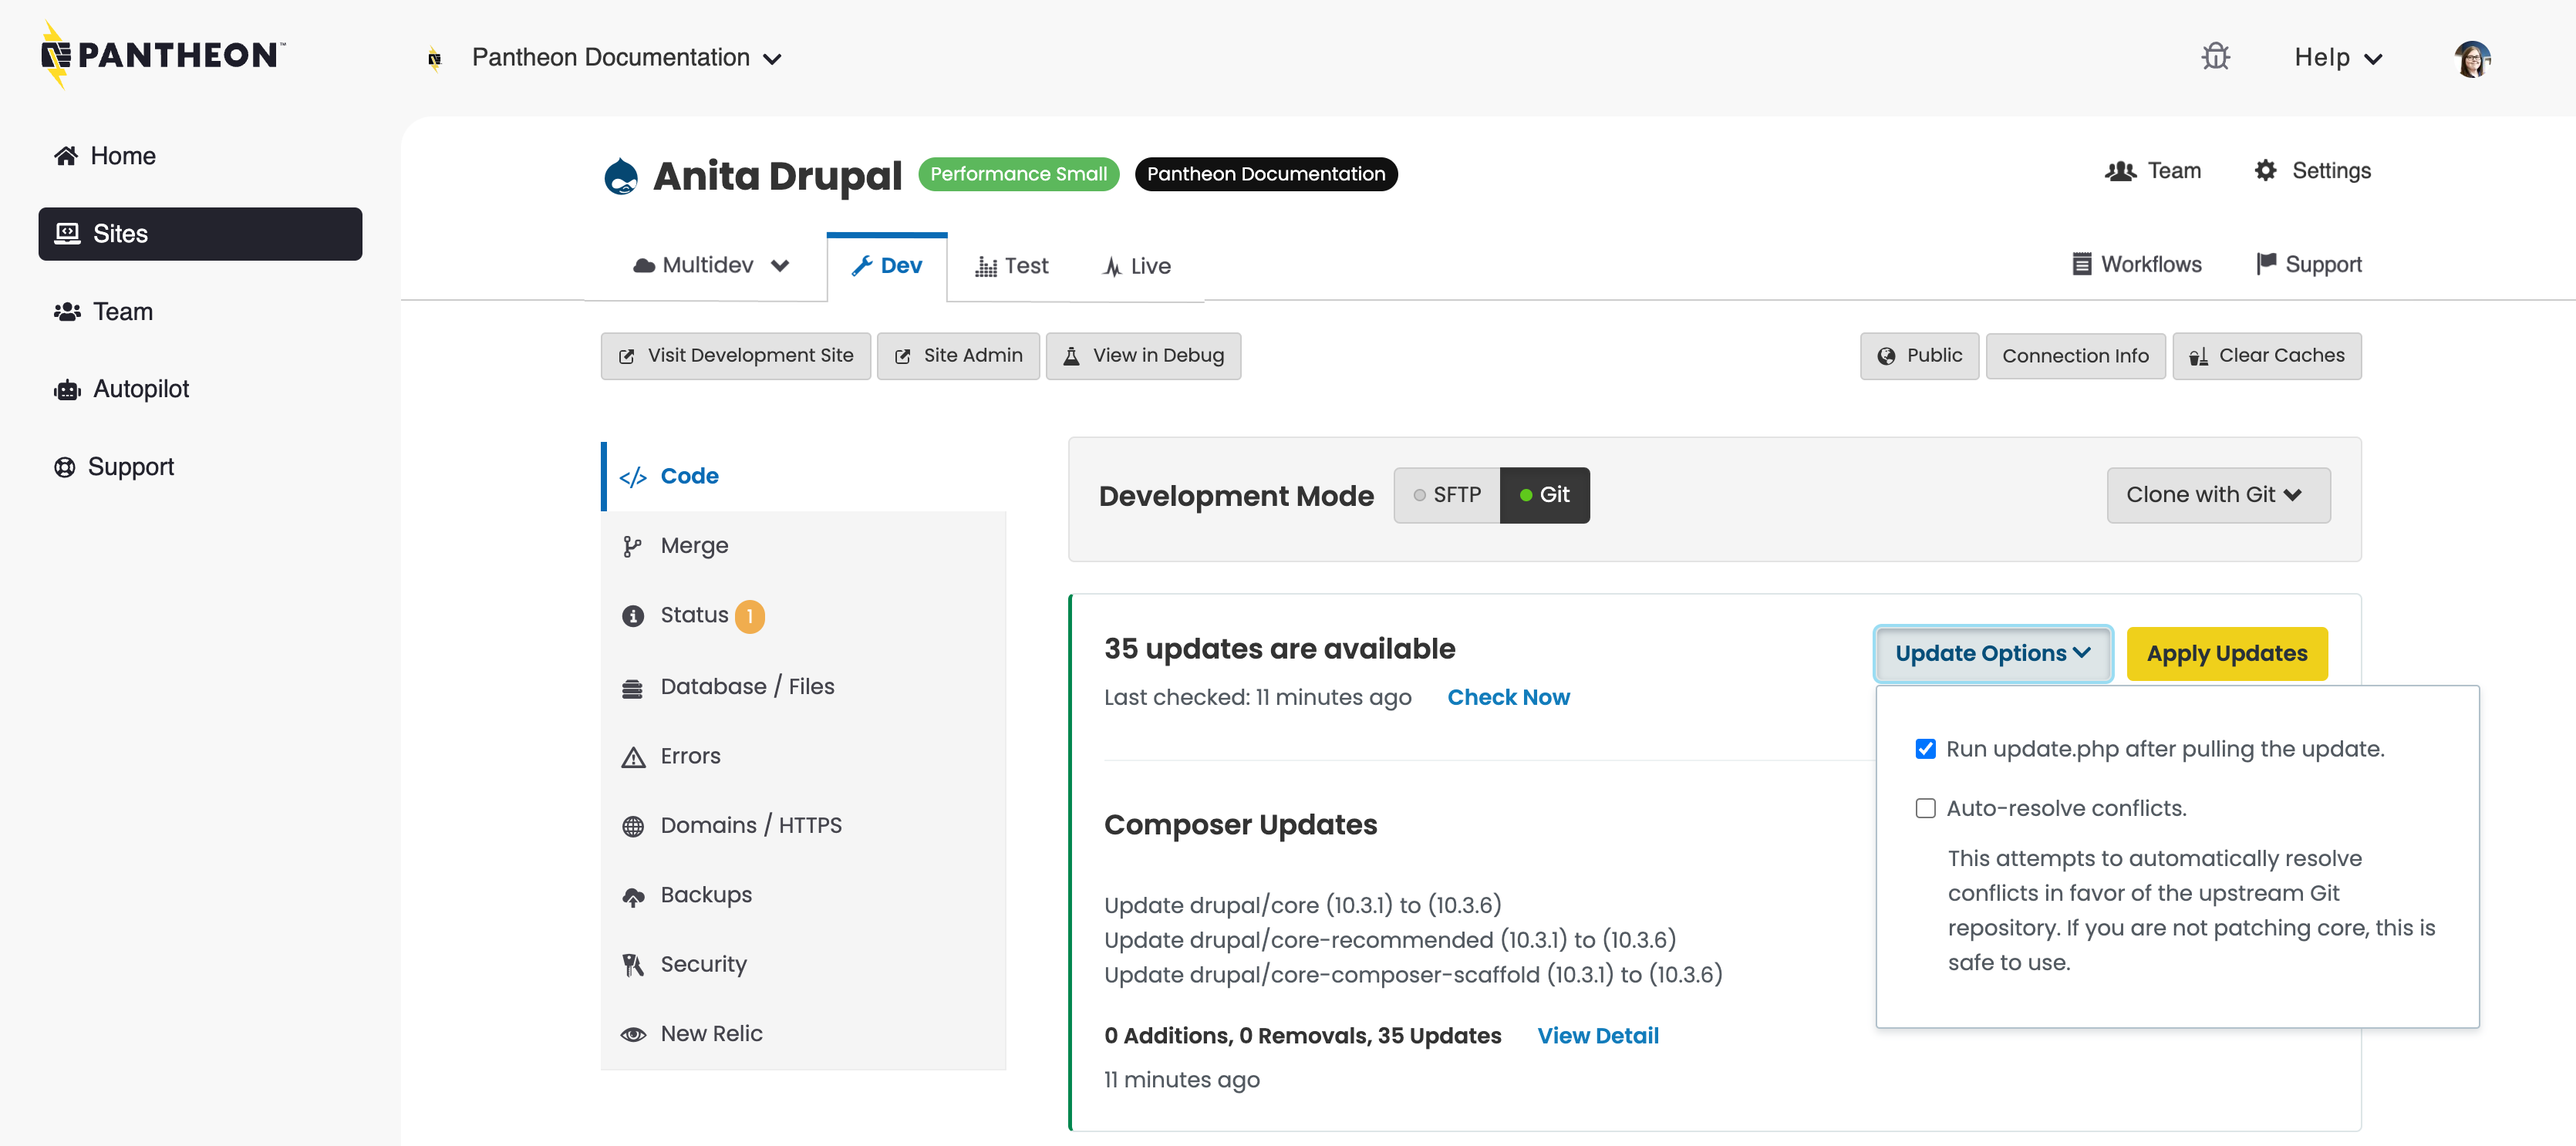 PANTHEON™
Pantheon Documentation
Help
Home
Sites
Team
Autopilot
Support
Anita Drupal
Performance Small
Pantheon Documentation
Team
Settings
Multidev
Dev
Test
Live
Workflows
Support
Visit Development Site
Site Admin
View in Debug
Public
Connection Info
Clear Caches
</> Code
Merge
Status 1
Database / Files
Errors
Domains / HTTPS
Backups
Security
New Relic
Development Mode
SFTP
Git
Clone with Git
35 updates are available
Last checked: 11 minutes ago
Check Now
Update Options
Apply Updates
Run update.php after pulling the update.
Auto-resolve conflicts.
This attempts to automatically resolve
conflicts in favor of the upstream Git
repository. If you are not patching core, this is
safe to use.
Composer Updates
Update drupal/core (10.3.1) to (10.3.6)
Update drupal/core-recommended (10.3.1) to (10.3.6)
Update drupal/core-composer-scaffold (10.3.1) to (10.3.6)
0 Additions, 0 Removals, 35 Updates
View Detail
11 minutes ago